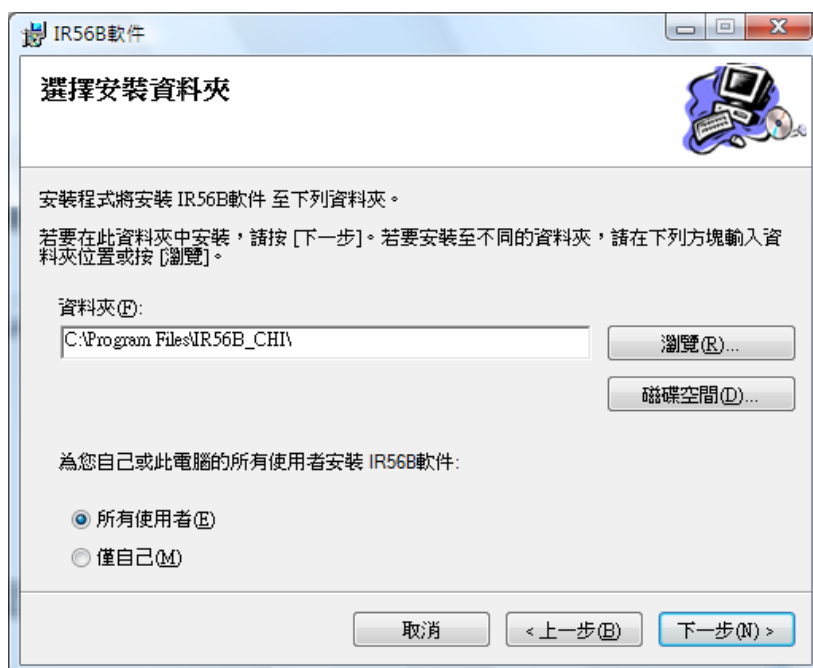 IR56B軟件
選擇安裝資料夾
安裝程式將安裝 IR56B軟件 至下列資料夾。
若要在此資料夾中安裝，請按 [下一步]。若要安裝至不同的資料夾，請在下列方塊輸入資
料夾位置或按 [瀏覽]。
資料夾(F):
C:\Program Files\IR56B_CHI\
瀏覽(R)...
磁碟空間(D)...
為您自己或此電腦的所有使用者安裝 IR56B軟件:
所有使用者(E)
僅自己(M)
取消
<上一步(B)
下一步(N) >